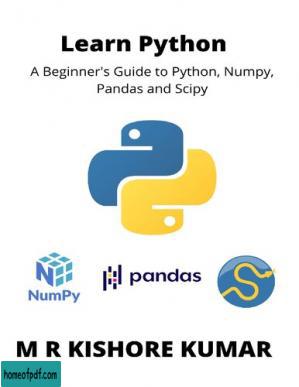 Learn Python
A Beginner's Guide to Python, Numpy,
Pandas and Scipy
NumPy
pandas
M R KISHORE KUMAR
homeofpdf.com